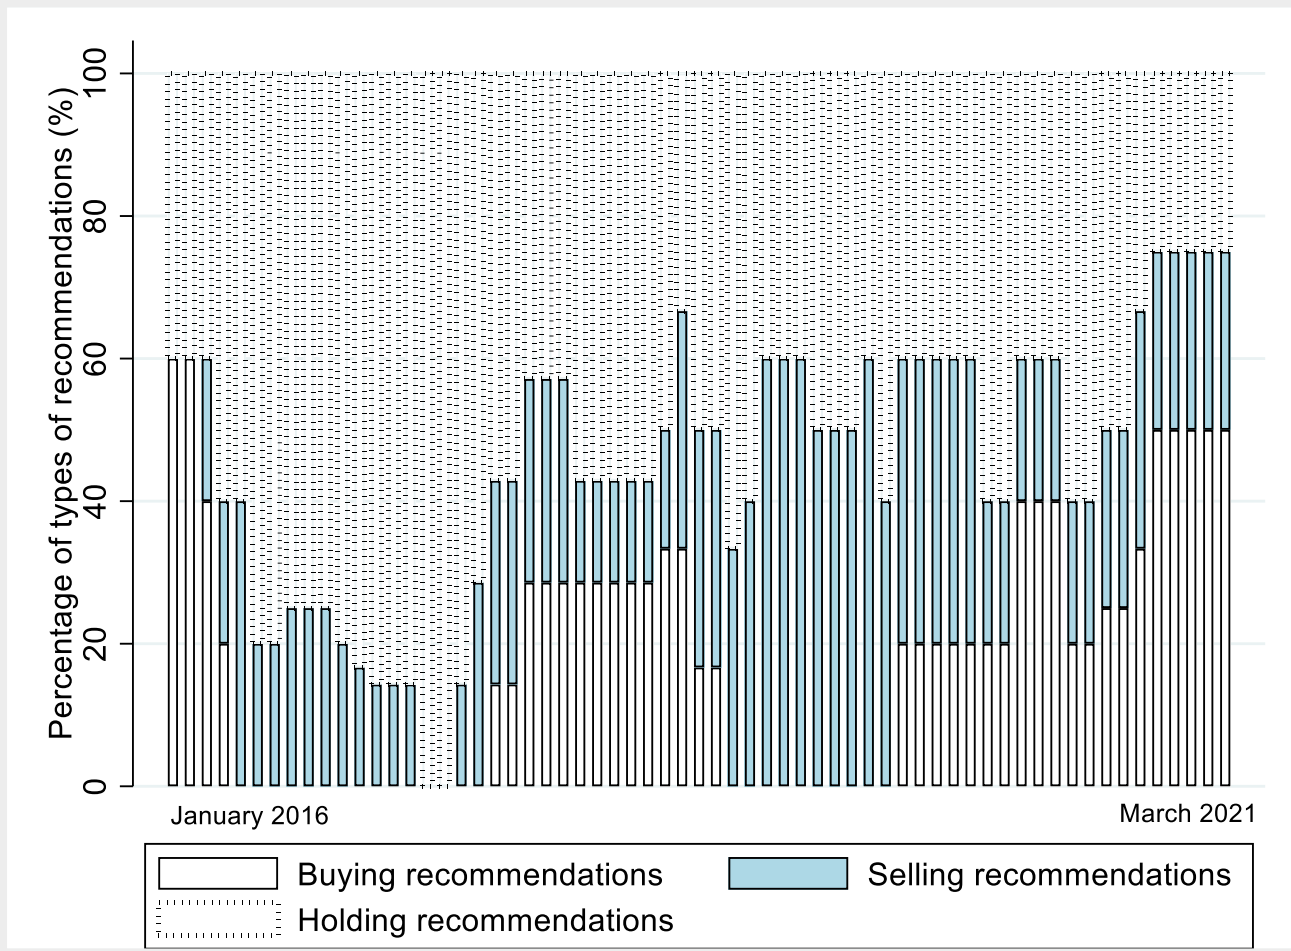 Percentage of types of recommendations (%)
100
80
60
40
20
0
January 2016
March 2021
Buying recommendations
Selling recommendations
Holding recommendations